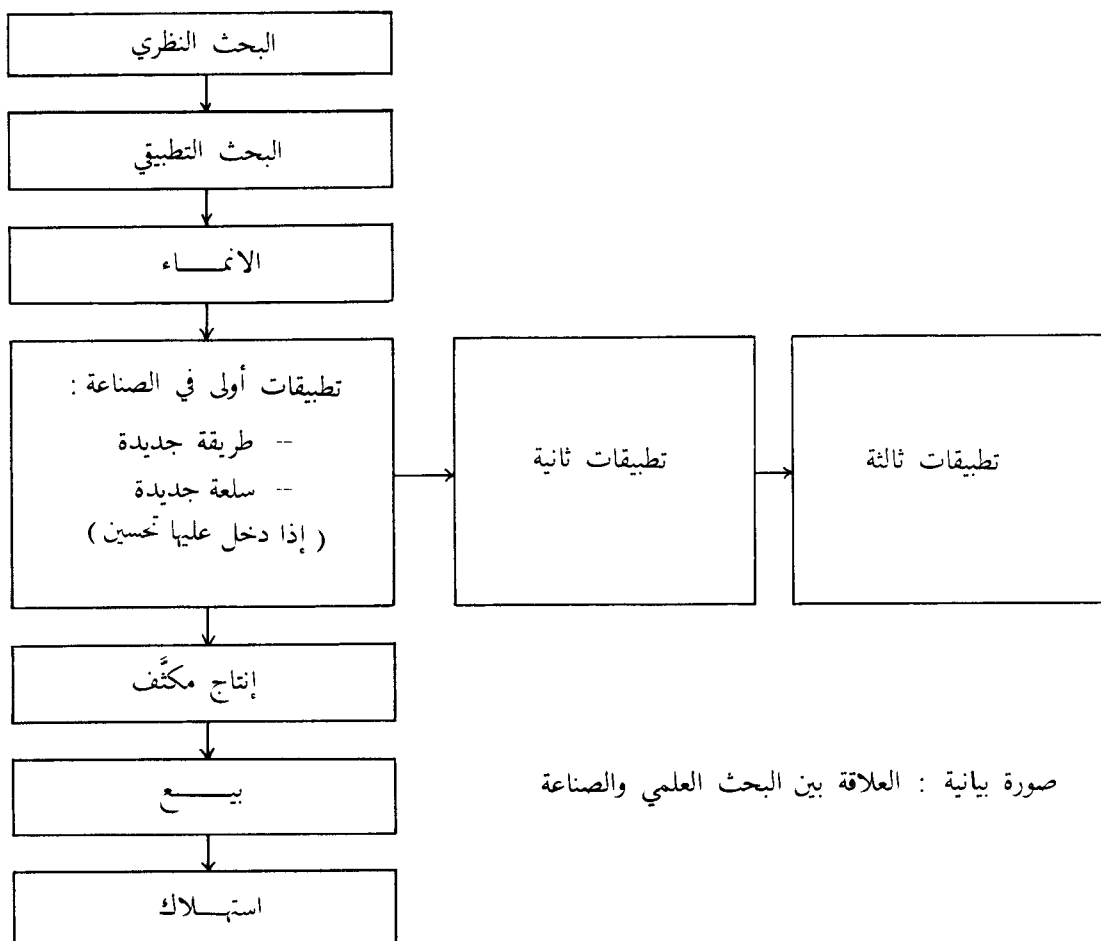 البحث النظري
البحث التطبيقي
الانمـــاء
تطبيقات أولى في الصناعة :
-- طريقة جديدة
-- سلعة جديدة
( إذا دخل عليها تحسين )
تطبيقات ثانية
تطبيقات ثالثة
إنتاج مكثَّف
بيـــــع
صورة بيانية : العلاقة بين البحث العلمي والصناعة
استهـــلاك